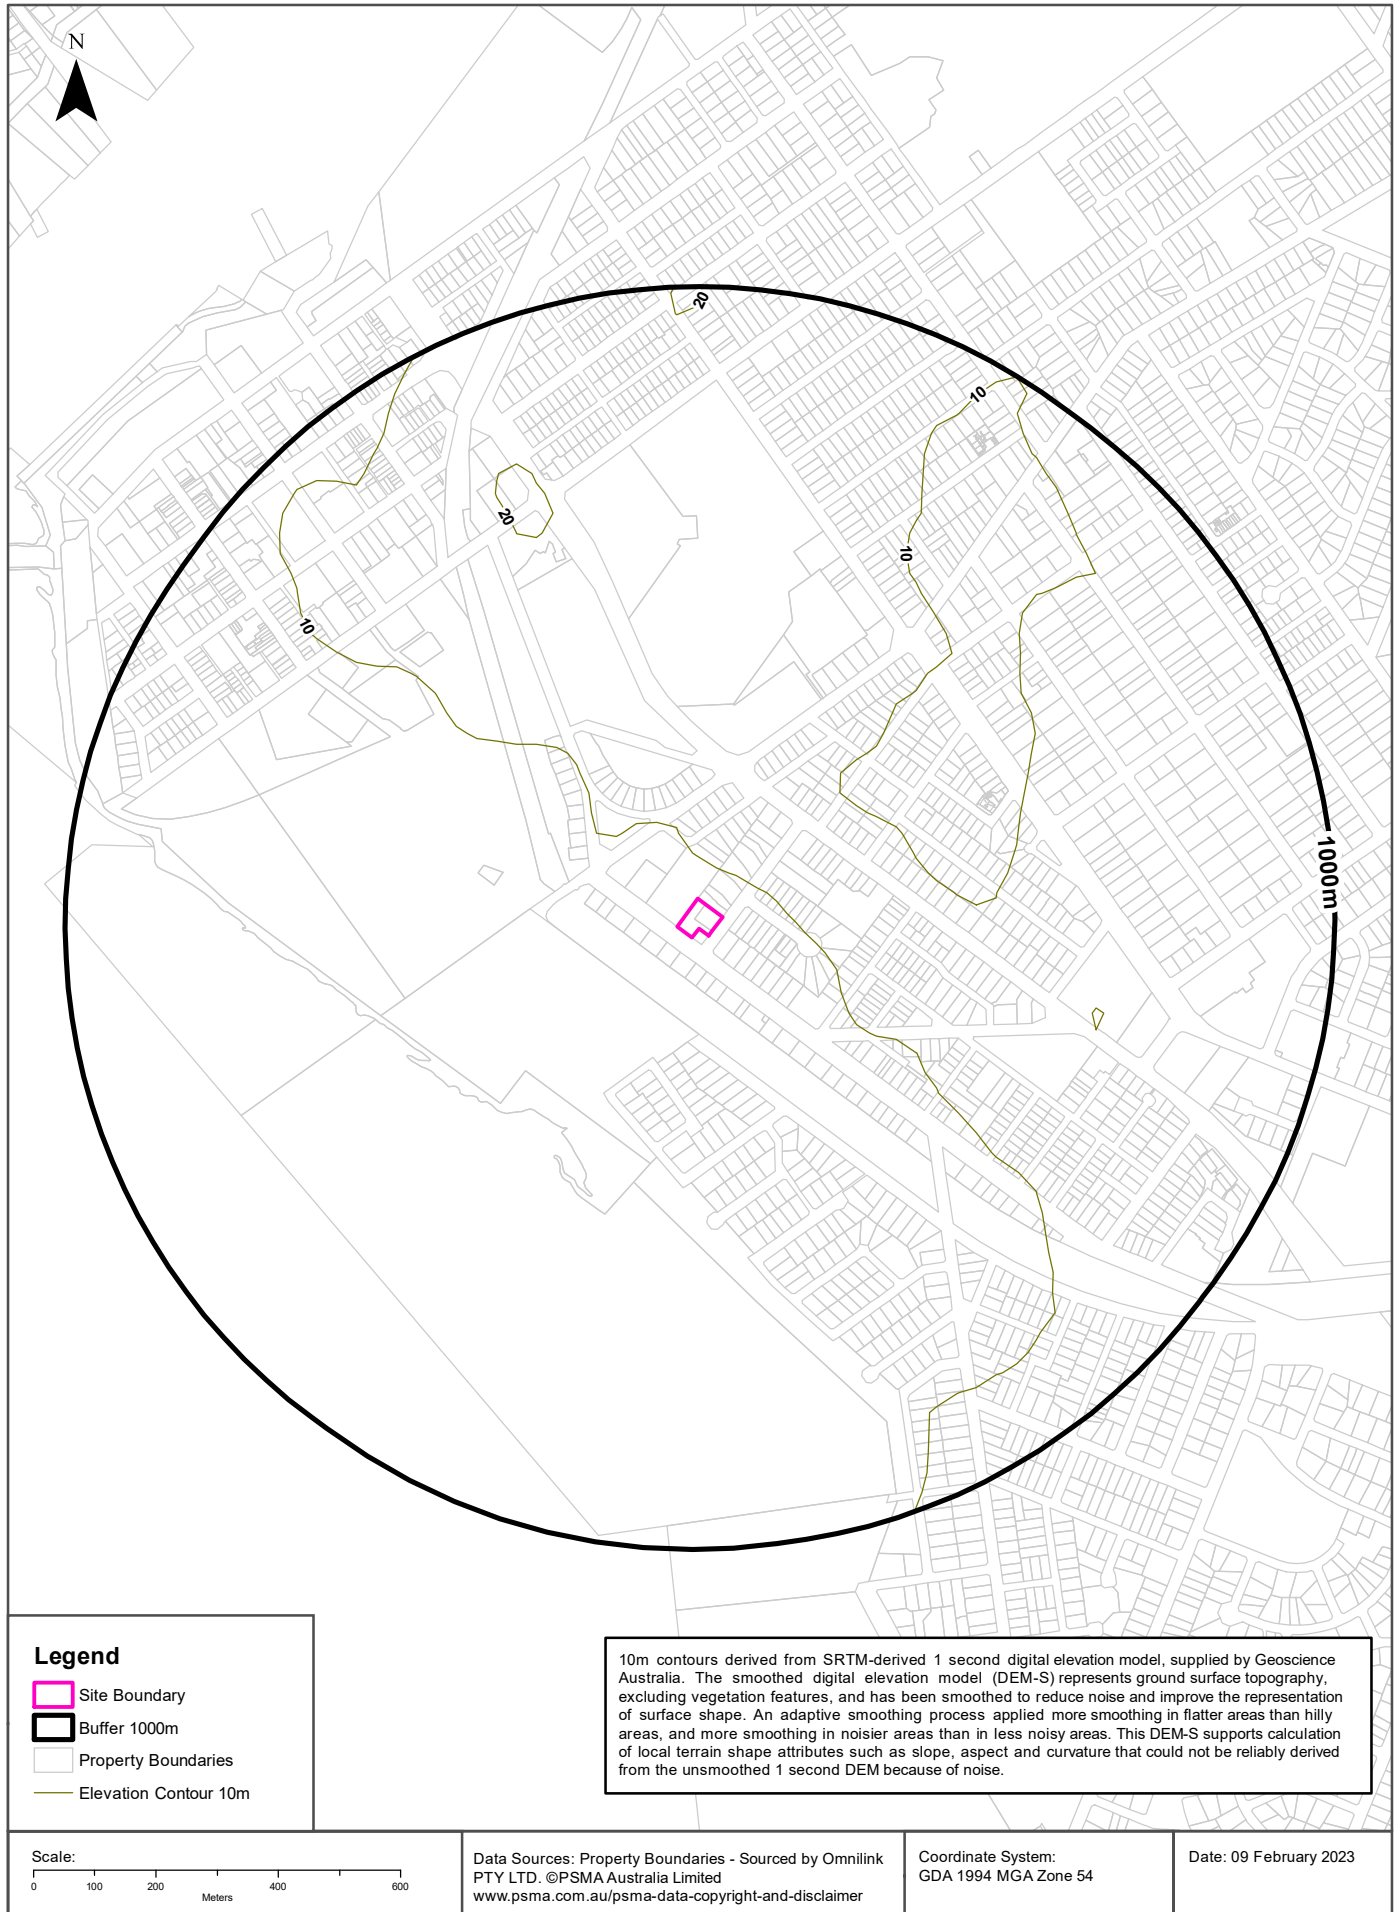 N
20
10
20
10
10
1000m
Legend
Site Boundary
Buffer 1000m
Property Boundaries
Elevation Contour 10m
10m contours derived from SRTM-derived 1 second digital elevation model, supplied by Geoscience
Australia. The smoothed digital elevation model (DEM-S) represents ground surface topography,
excluding vegetation features, and has been smoothed to reduce noise and improve the representation
of surface shape. An adaptive smoothing process applied more smoothing in flatter areas than hilly
areas, and more smoothing in noisier areas than in less noisy areas. This DEM-S supports calculation
of local terrain shape attributes such as slope, aspect and curvature that could not be reliably derived
from the unsmoothed 1 second DEM because of noise.
Scale:
0 100 200 400 600
Meters
Data Sources: Property Boundaries - Sourced by Omnilink
PTY LTD. ©PSMA Australia Limited
www.psma.com.au/psma-data-copyright-and-disclaimer
Coordinate System:
GDA 1994 MGA Zone 54
Date: 09 February 2023